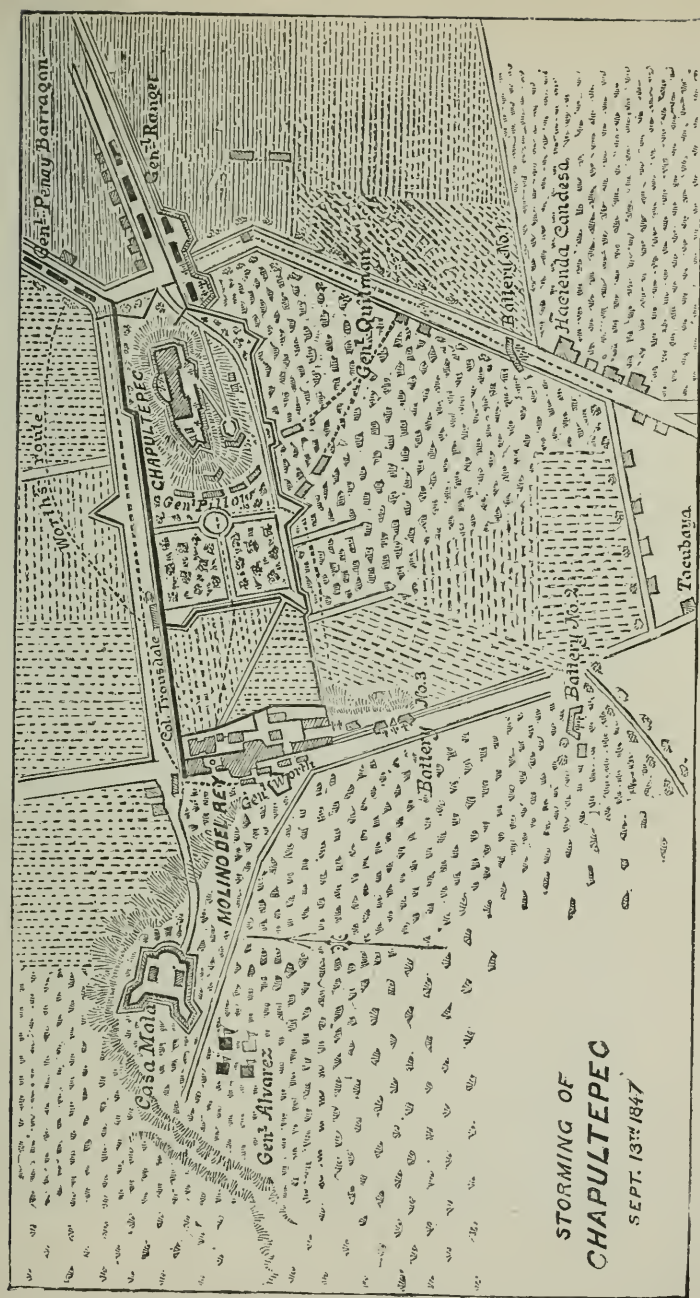 STORMING OF
CHAPULTEPEC
SEPT. 13TH 1847
Casa Mata
Genl. Alvarez
MOLINO DEL REY
Genl. Worth
Col. Trousdale
Worth's route
CHAPULTEPEC
Genl. Pillow
Genl. Pena y Barragon
Genl. Rangel
Genl. Quitman
Battery No. 1
Hacienda Candesa
Battery No. 2
Battery No. 3
Tacubaya